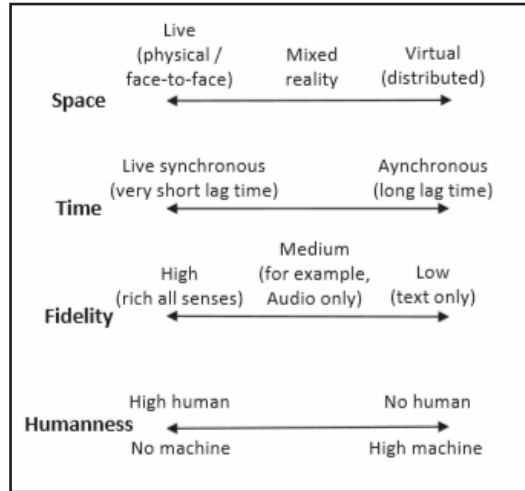 Live
(physical /
face-to-face)
Mixed
reality
Virtual
(distributed)
Space
Live synchronous
(very short lag time)
Aynchronous
(long lag time)
Time
High
(rich all senses)
Medium
(for example,
Audio only)
Low
(text only)
Fidelity
High human
No human
Humanness
No machine
High machine